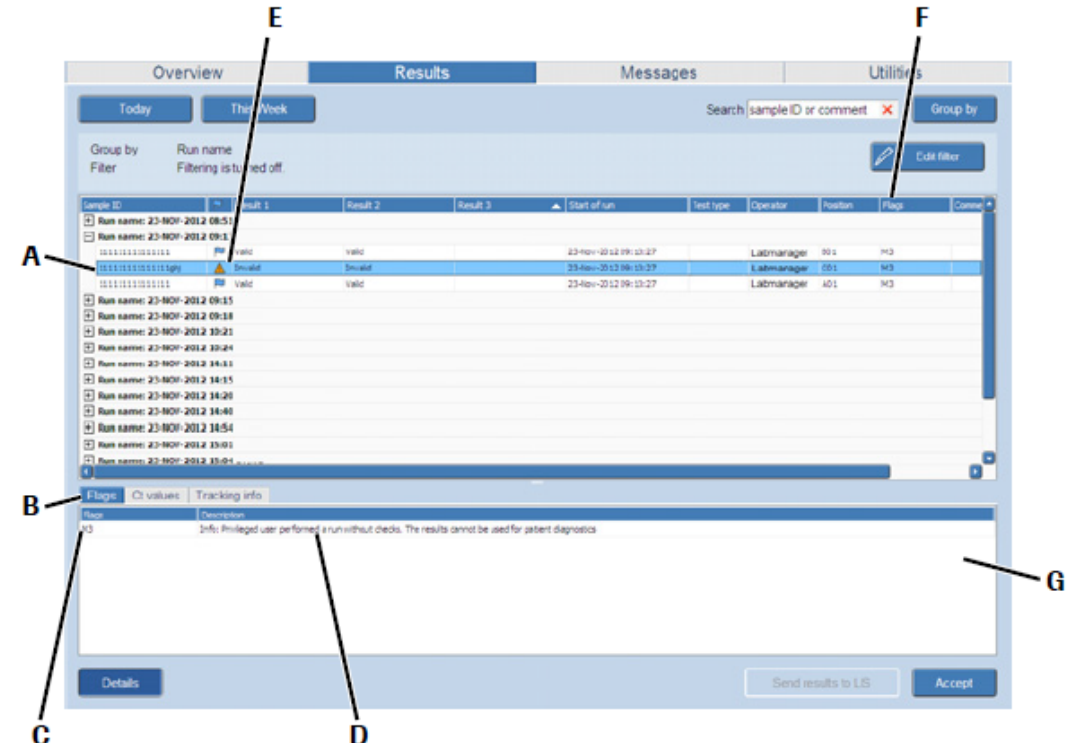 E F
Overview Results Messages Utilities
Today This Week Search sample ID or comment Group by
Group by Run name
Filter Filtering is turned off. Edit filter
Sample ID Result 1 Result 2 Result 3 Start of run Test type Operator Position Flags Comme
Run name: 23-NOV-2012 08:51
Run name: 23-NOV-2012 09:1
Valid Valid 23-Nov-2012 09:13:27 Labmanager M3
A
Invalid Invalid 23-Nov-2012 09:13:27 Labmanager M3
Valid Valid 23-Nov-2012 09:13:27 Labmanager A01 M3
Run name: 23-NOV-2012 09:15
Run name: 23-NOV-2012 09:18
Run name: 23-NOV-2012 10:21
Run name: 23-NOV-2012 10:24
Run name: 23-NOV-2012 14:11
Run name: 23-NOV-2012 14:15
Run name: 23-NOV-2012 14:20
Run name: 23-NOV-2012 14:40
Run name: 23-NOV-2012 14:54
Run name: 23-NOV-2012 15:01
Run name: 23-NOV-2012 15:04
B Flags Ct values Tracking info
Flags Description
M3 Info: Privileged user performed a run without checks. The results cannot be used for patient diagnostics
G
Details Send results to LIS Accept
C D